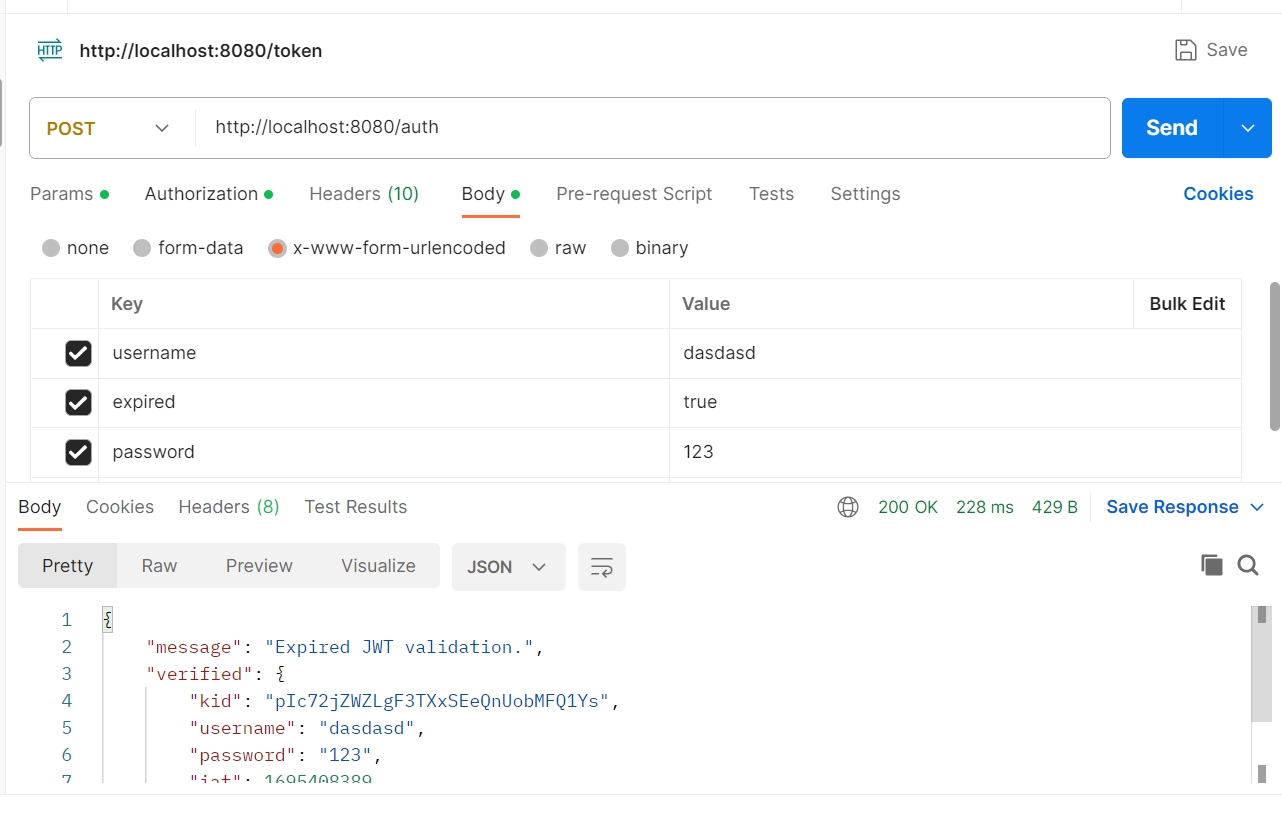 HTTP http://localhost:8080/token Save
POST http://localhost:8080/auth Send
Params Authorization Headers (10) Body Pre-request Script Tests Settings Cookies
none form-data x-www-form-urlencoded raw binary
Key Value Bulk Edit
username dasdasd
expired true
password 123
Body Cookies Headers (8) Test Results 200 OK 228 ms 429 B Save Response
Pretty Raw Preview Visualize JSON
1 {
2 "message": "Expired JWT validation.",
3 "verified": {
4 "kid": "pIc72jZWZLgF3TXxSEeQnUobMFQ1Ys",
5 "username": "dasdasd",
6 "password": "123",
7 "iat": 1695408389